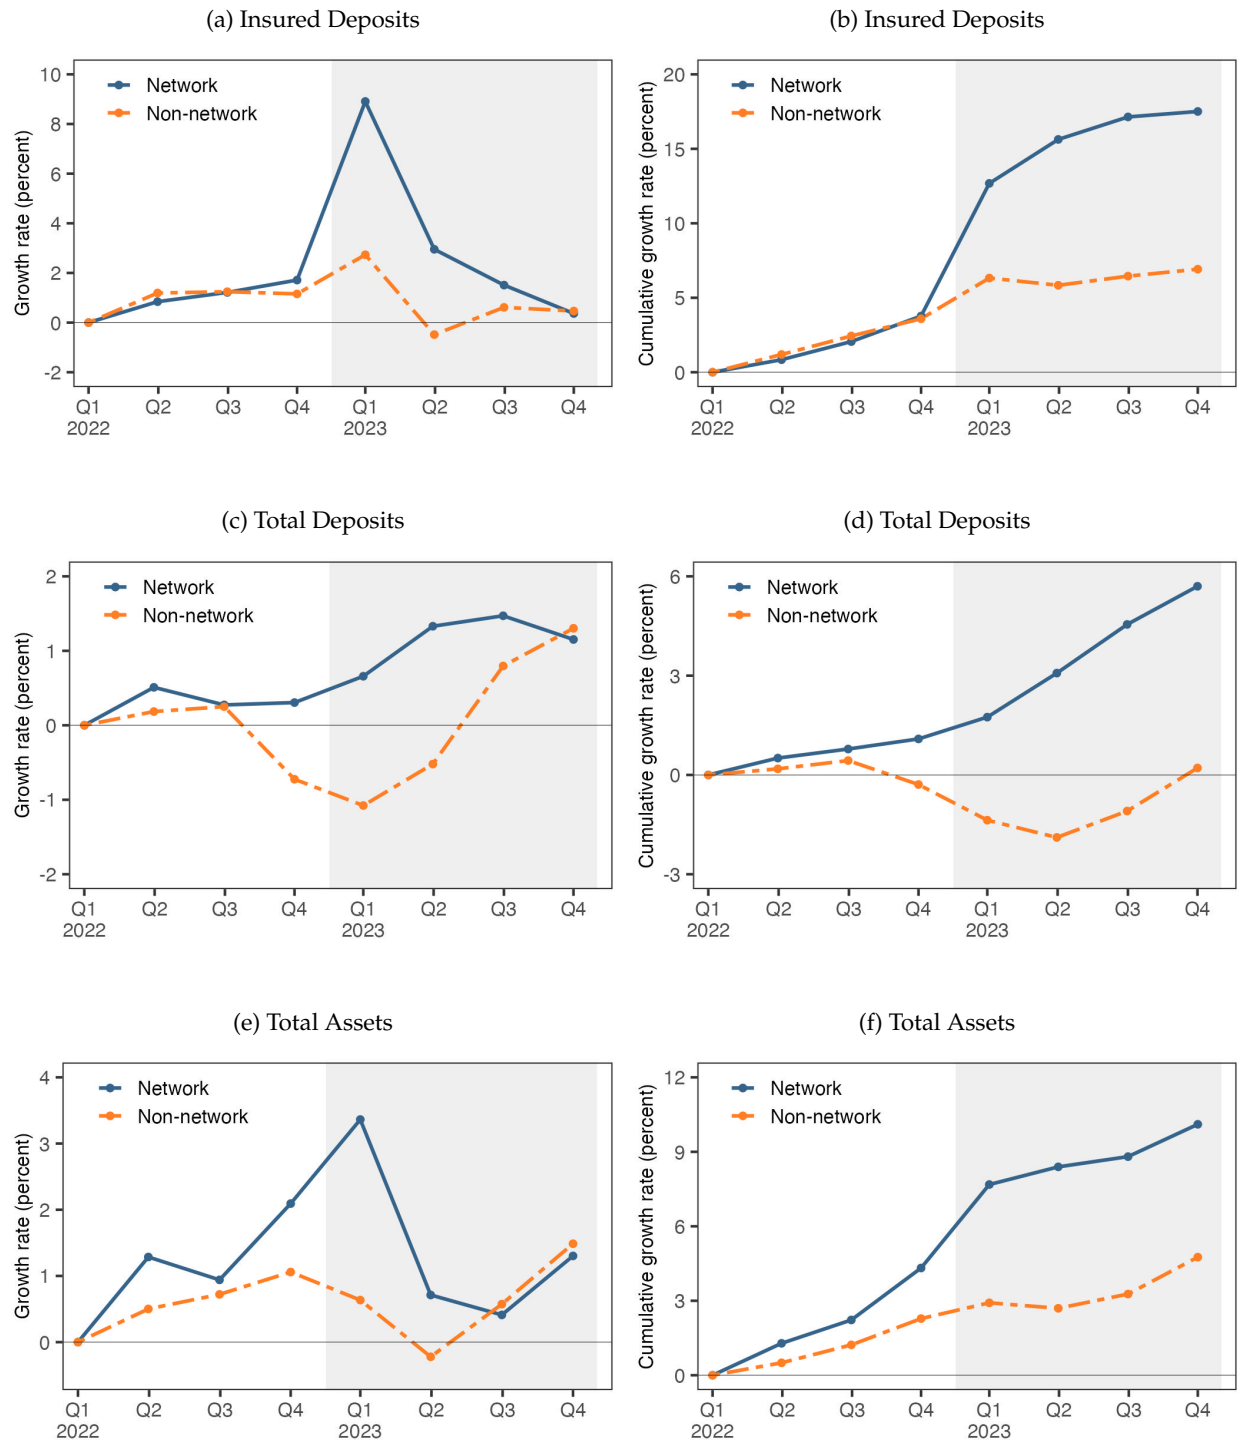 (a) Insured Deposits
Growth rate (percent)
10
8
6
4
2
0
-2
Network
Non-network
Q1 Q2 Q3 Q4 Q1 Q2 Q3 Q4
2022 2023
(b) Insured Deposits
Cumulative growth rate (percent)
20
15
10
5
0
Network
Non-network
Q1 Q2 Q3 Q4 Q1 Q2 Q3 Q4
2022 2023
(c) Total Deposits
Growth rate (percent)
2
1
0
-1
-2
Network
Non-network
Q1 Q2 Q3 Q4 Q1 Q2 Q3 Q4
2022 2023
(d) Total Deposits
Cumulative growth rate (percent)
6
3
0
-3
Network
Non-network
Q1 Q2 Q3 Q4 Q1 Q2 Q3 Q4
2022 2023
(e) Total Assets
Growth rate (percent)
4
3
2
1
0
Network
Non-network
Q1 Q2 Q3 Q4 Q1 Q2 Q3 Q4
2022 2023
(f) Total Assets
Cumulative growth rate (percent)
12
9
6
3
0
Network
Non-network
Q1 Q2 Q3 Q4 Q1 Q2 Q3 Q4
2022 2023